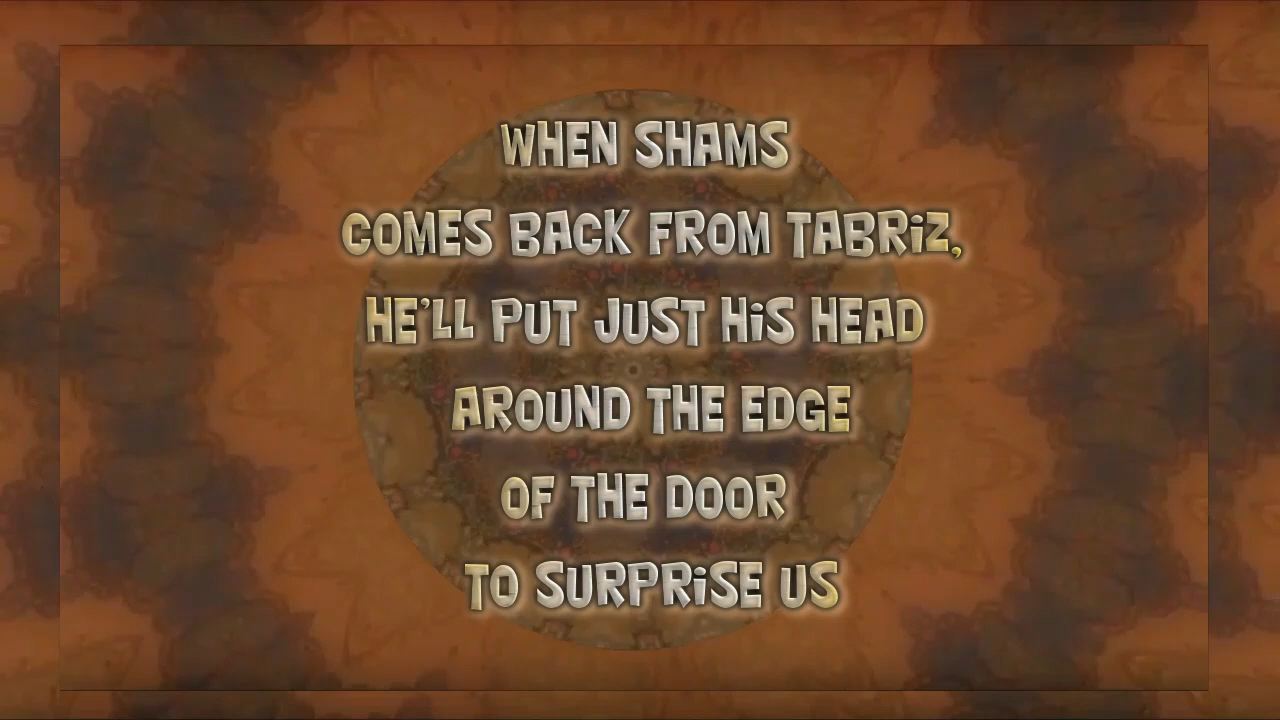 WHEN SHAMS
COMES BACK FROM TABRiZ,
HE'LL PUT JUST HiS HEAD
AROUND THE EDGE
OF THE DOOR
TO SURPRiSE US